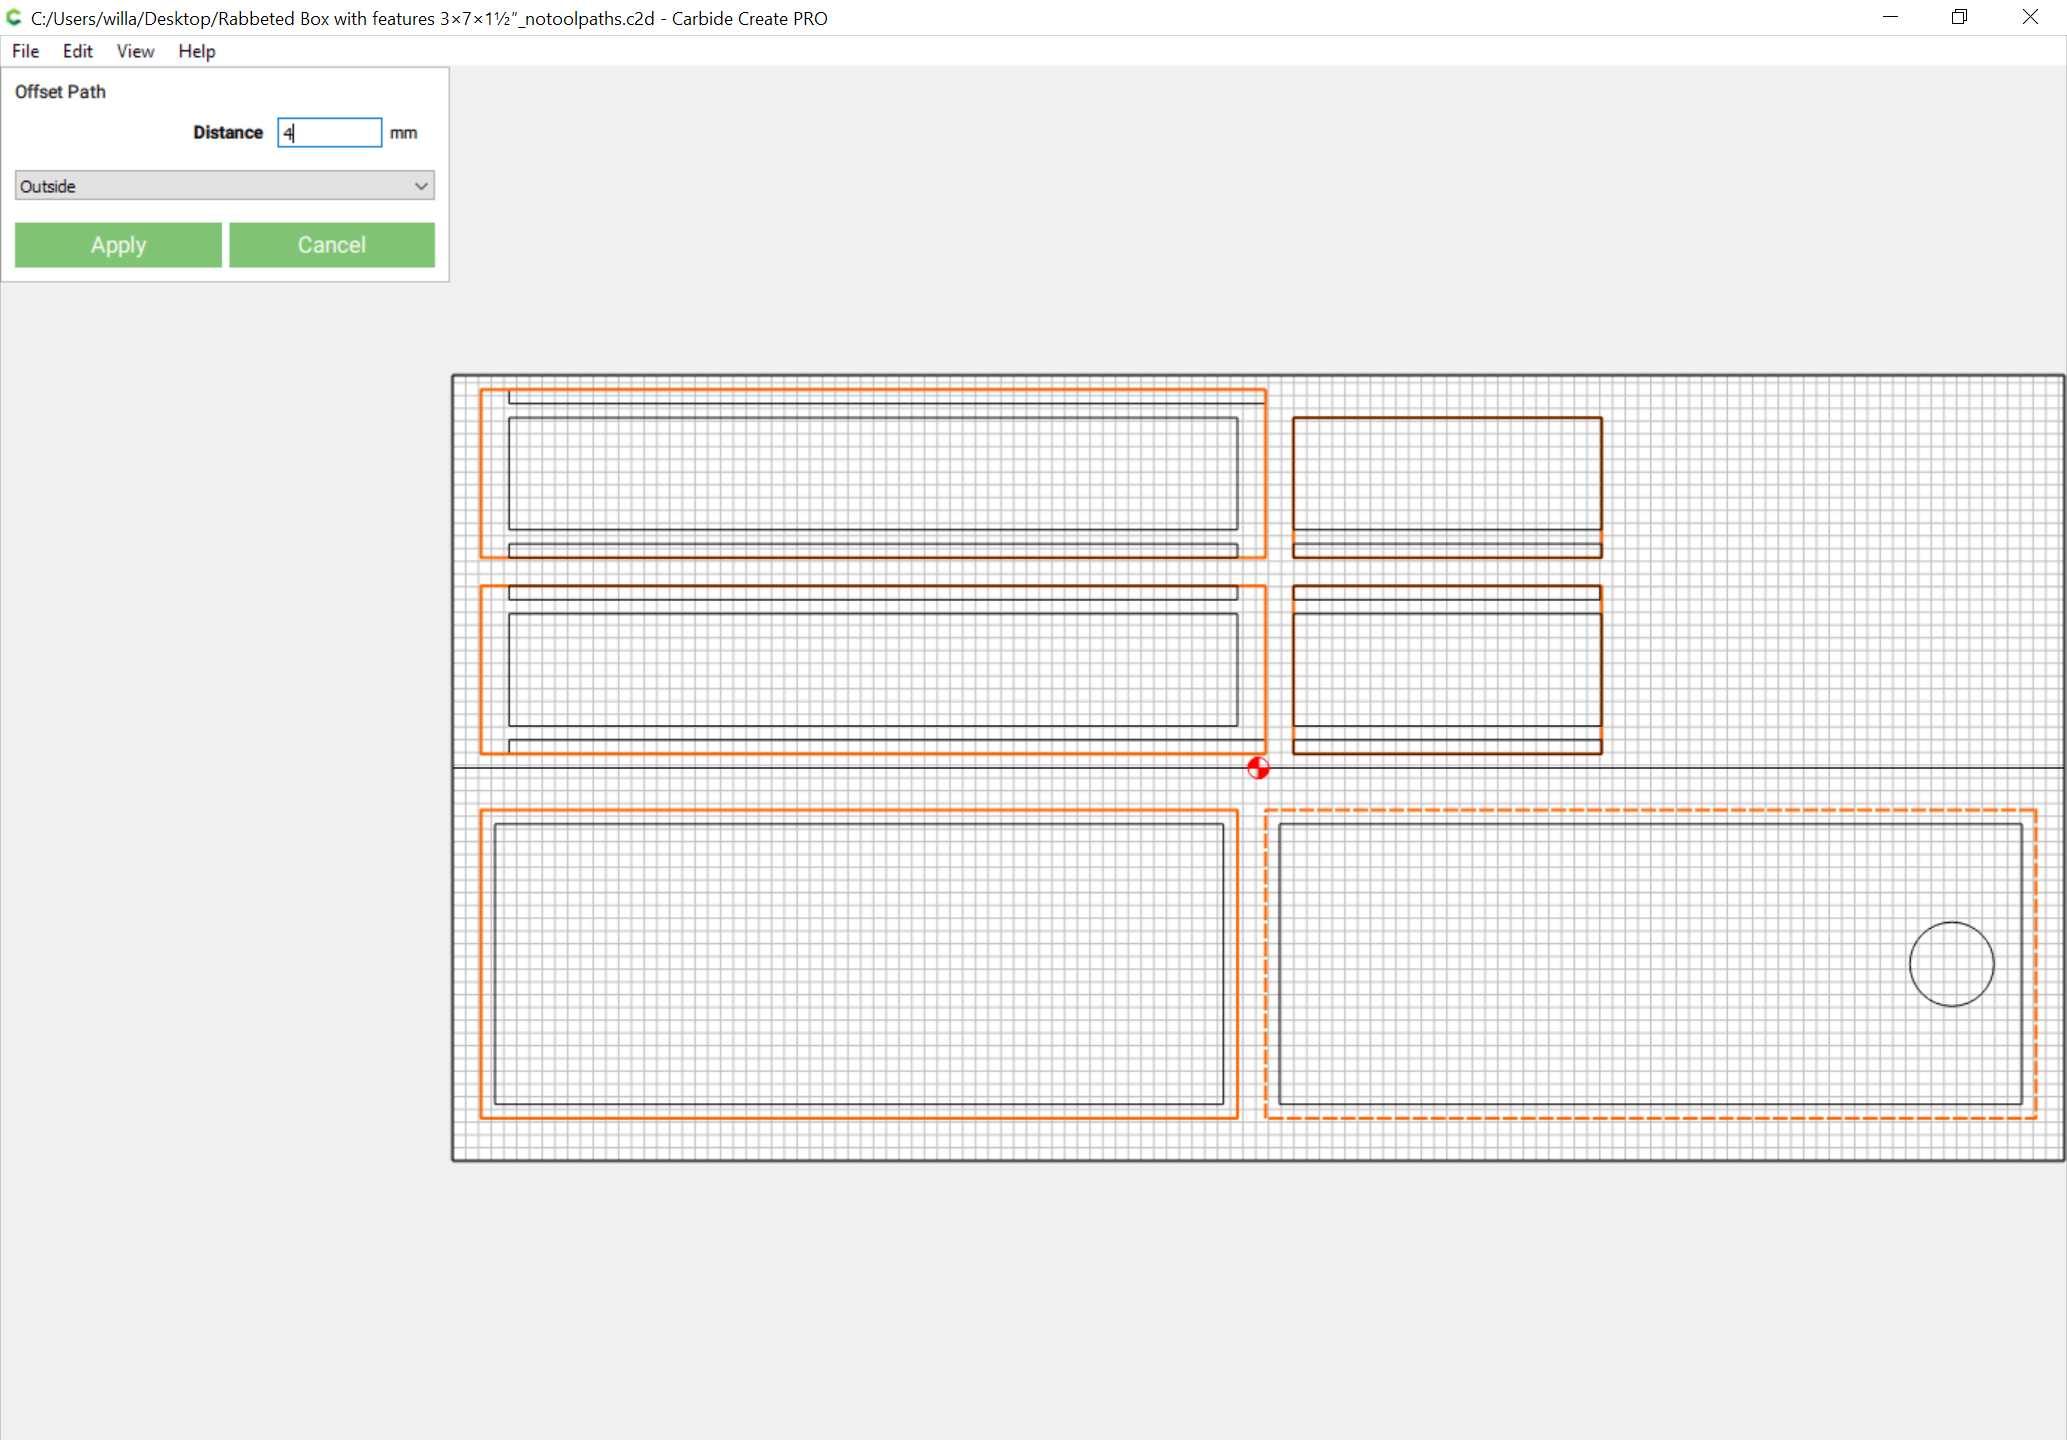 C:/Users/willa/Desktop/Rabbeted Box with features 3×7×1½"_notoolpaths.c2d - Carbide Create PRO
File Edit View Help
Offset Path
Distance 4 mm
Outside
Apply Cancel